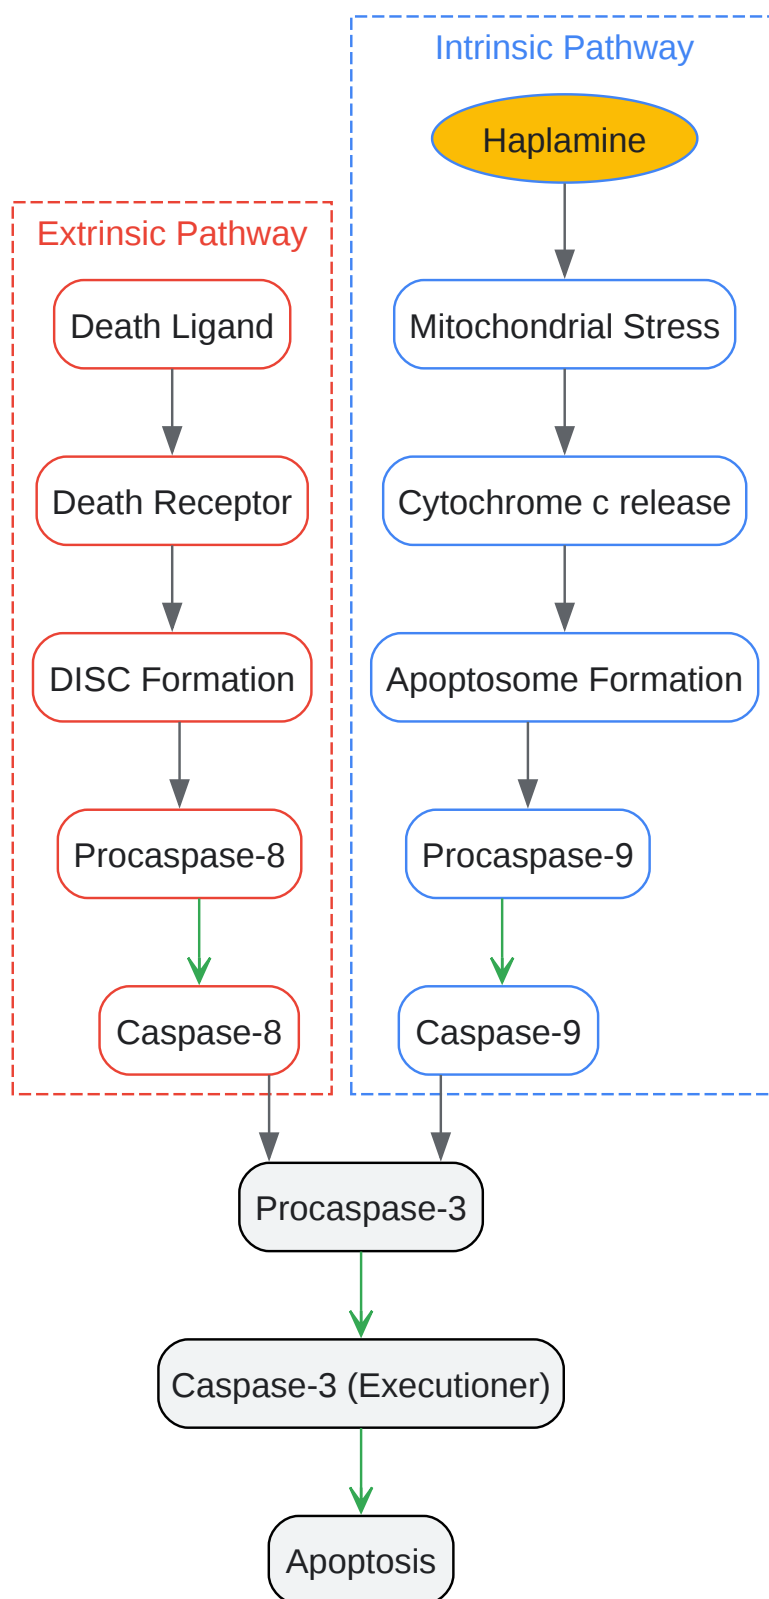 Intrinsic Pathway
Haplamine
Extrinsic Pathway
Death Ligand
Mitochondrial Stress
Death Receptor
Cytochrome c release
DISC Formation
Apoptosome Formation
Procaspase-8
Procaspase-9
Caspase-8
Caspase-9
Procaspase-3
Caspase-3 (Executioner)
Apoptosis